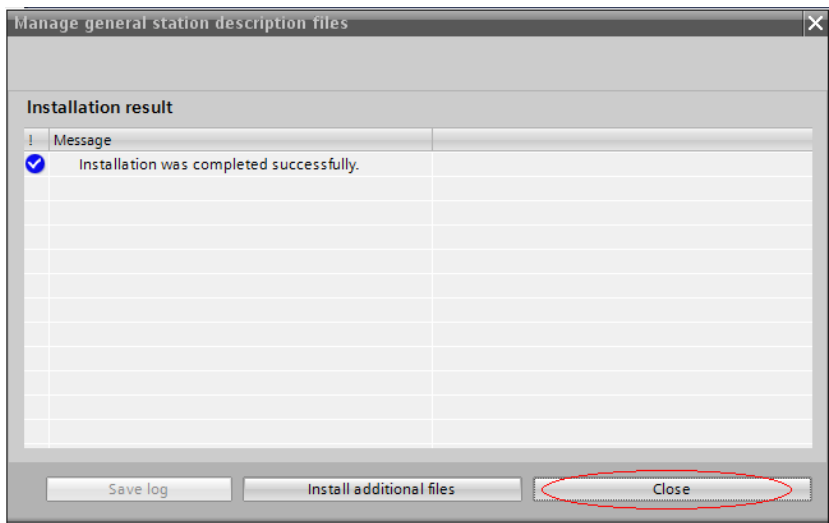 Manage general station description files
Installation result
! Message
Installation was completed successfully.
Save log Install additional files Close